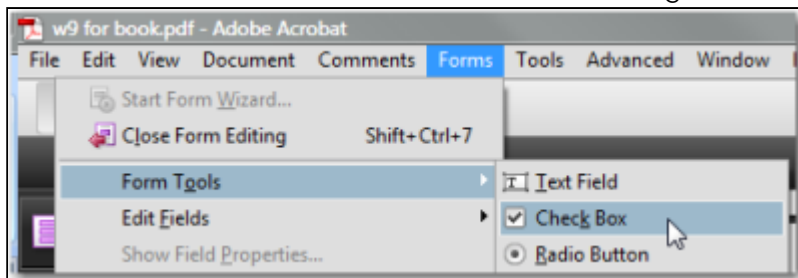 w9 for book.pdf - Adobe Acrobat
File Edit View Document Comments Forms Tools Advanced Window
Start Form Wizard...
Close Form Editing Shift+Ctrl+7
Form Tools Text Field
Edit Fields Check Box
Show Field Properties... Radio Button